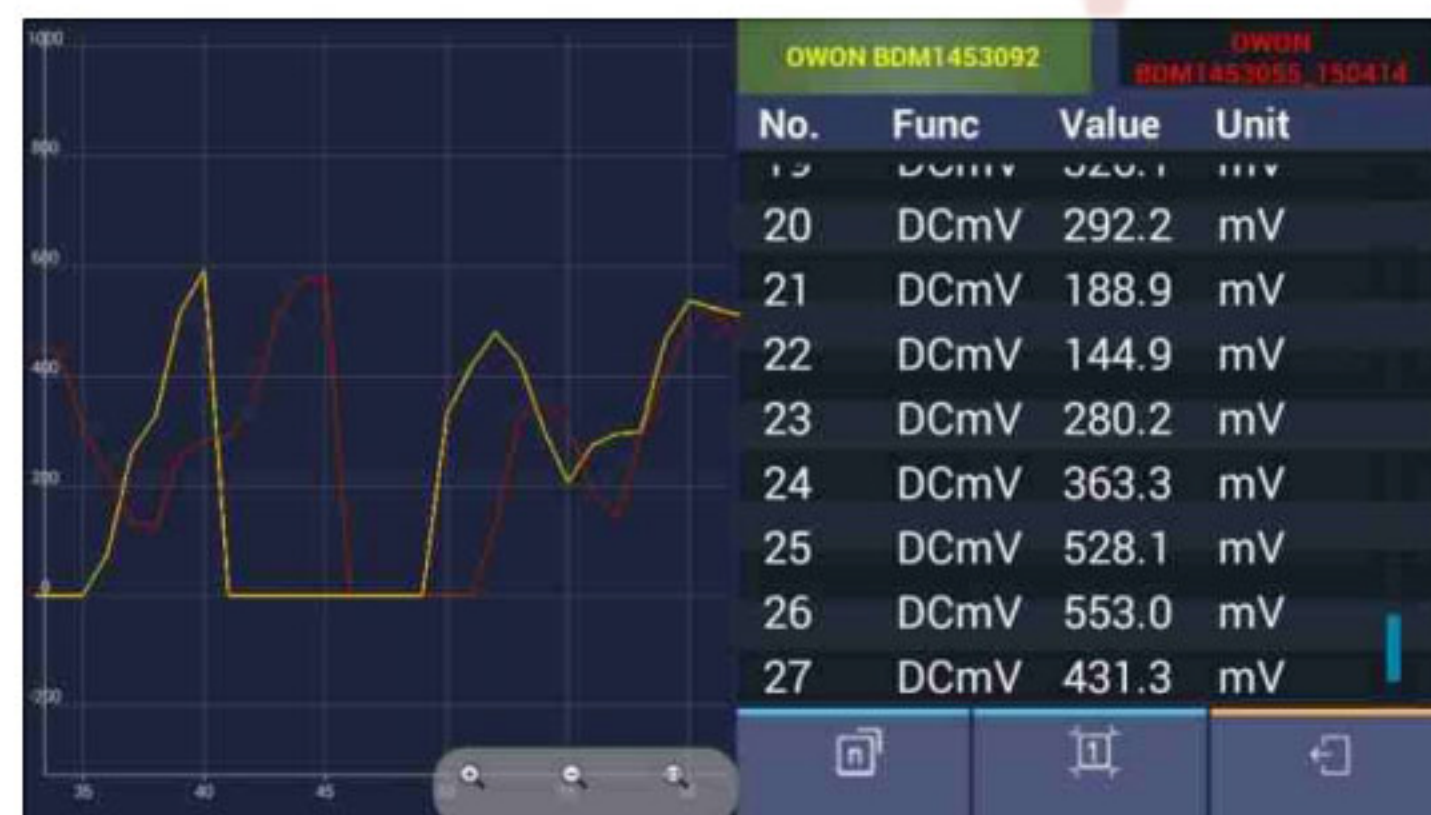 1000
800
600
400
200
0
-200
35 40 45
OWON BDM1453092
OWON
BDM1453055_150414
No. Func Value Unit
20 DCmV 292.2 mV
21 DCmV 188.9 mV
22 DCmV 144.9 mV
23 DCmV 280.2 mV
24 DCmV 363.3 mV
25 DCmV 528.1 mV
26 DCmV 553.0 mV
27 DCmV 431.3 mV
n
1